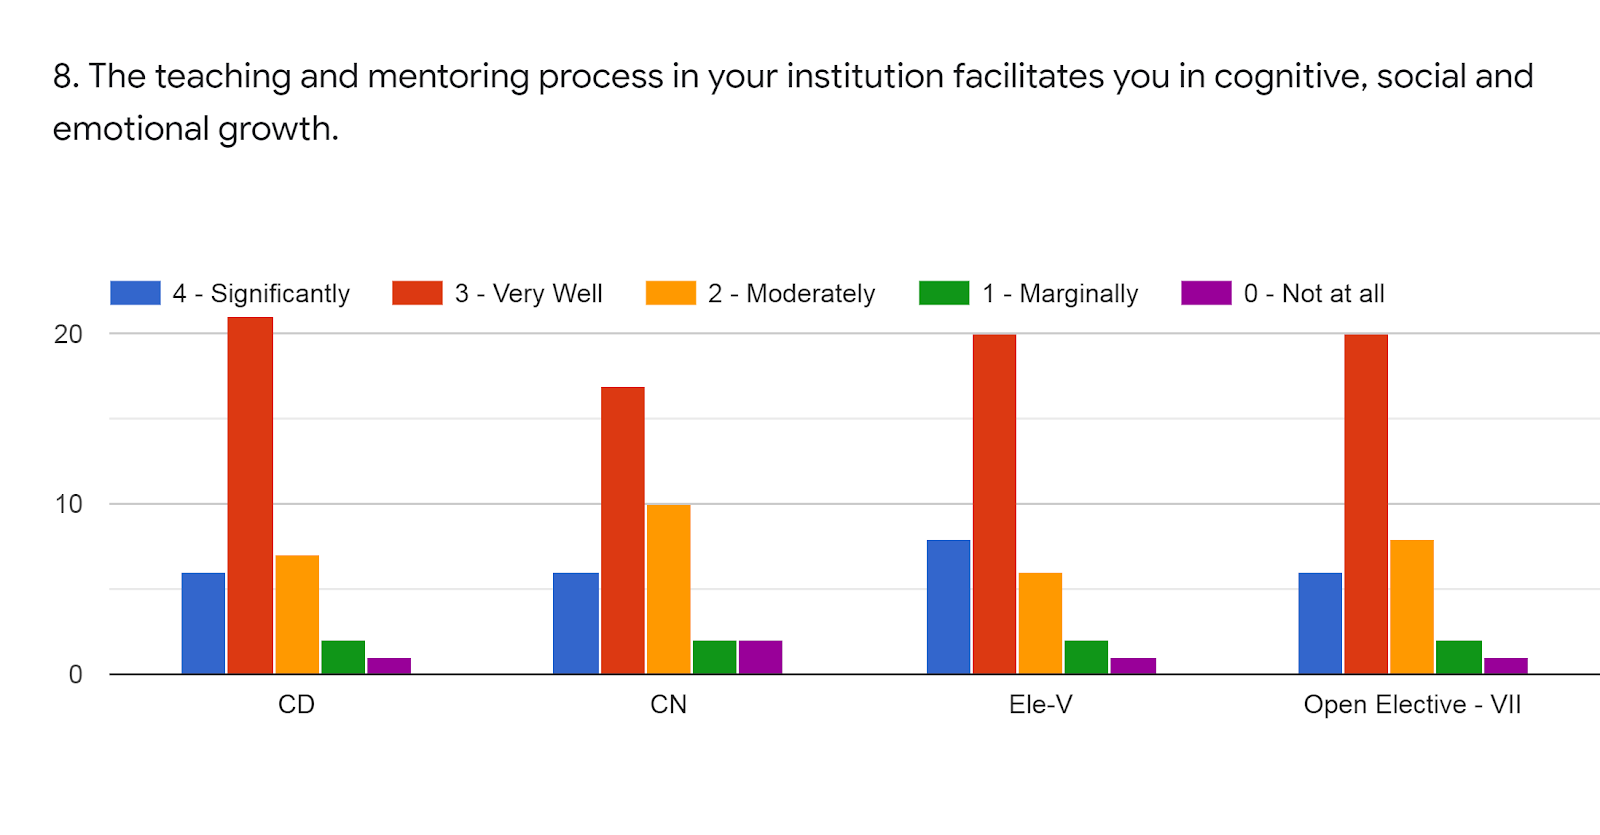 8. The teaching and mentoring process in your institution facilitates you in cognitive, social and
emotional growth.
4 - Significantly 3 - Very Well 2 - Moderately 1 - Marginally 0 - Not at all
20
10
0
CD CN Ele-V Open Elective - VII